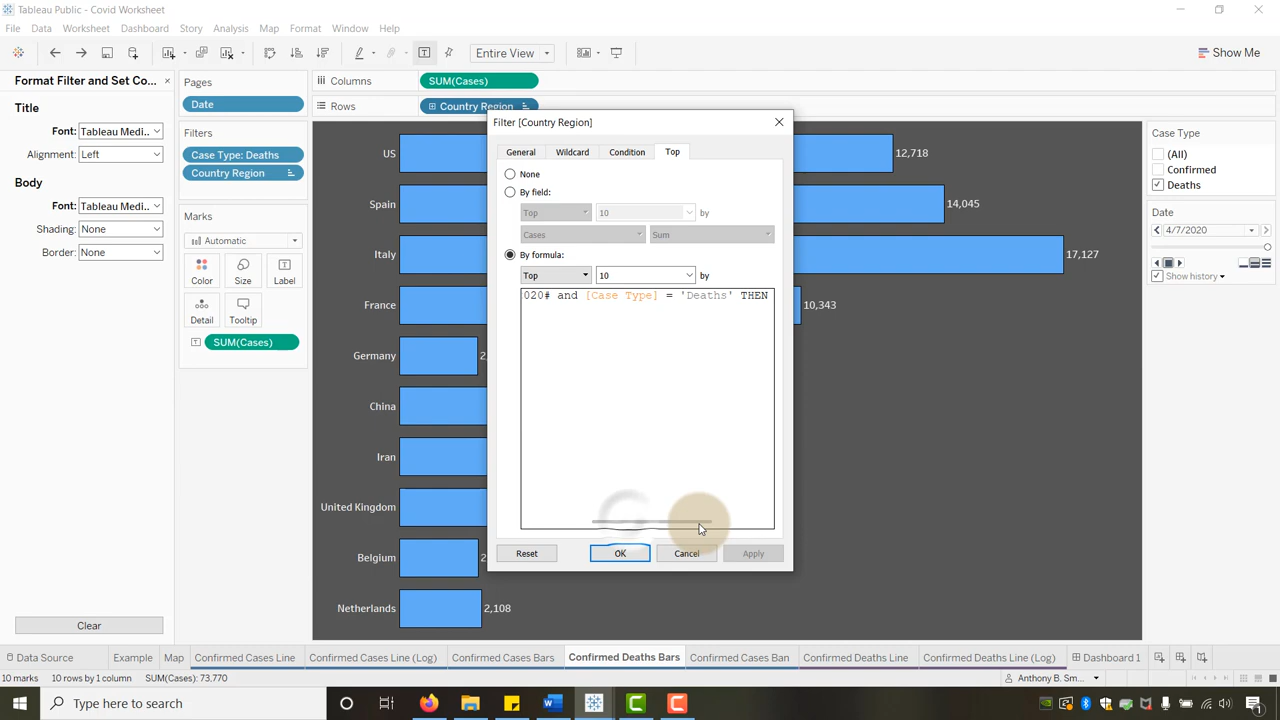 Tableau Public - Covid Worksheet
File Data Worksheet Dashboard Story Analysis Map Format Window Help
Entire View
Show Me
Format Filter and Set Co...
Title
Font: Tableau Medi..
Alignment: Left
Body
Font: Tableau Medi..
Shading: None
Border: None
Clear
Pages
Date
Filters
Case Type: Deaths
Country Region
Marks
Automatic
Color Size Label
Detail Tooltip
SUM(Cases)
Columns SUM(Cases)
Rows Country Region
US 12,718
Spain 14,045
Italy 17,127
France 10,343
Germany 2,
China
Iran
United Kingdom
Belgium 2
Netherlands 2,108
Filter [Country Region]
General Wildcard Condition Top
None
By field:
Top 10 by
Cases Sum
By formula:
Top 10 by
020# and [Case Type] = 'Deaths' THEN
Reset OK Cancel Apply
Case Type
(All)
Confirmed
Deaths
Date
4/7/2020
Show history
Data Source Example Map Confirmed Cases Line Confirmed Cases Line (Log) Confirmed Cases Bars Confirmed Deaths Bars Confirmed Cases Ban Confirmed Deaths Line Confirmed Deaths Line (Log) Dashboard 1
10 marks 10 rows by 1 column SUM(Cases): 73,770
Anthony B. Sm...
Type here to search